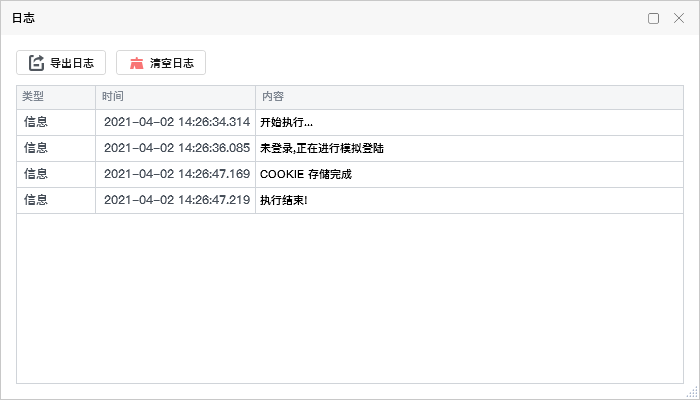 日志
导出日志 清空日志
类型 时间 内容
信息 2021-04-02 14:26:34.314 开始执行...
信息 2021-04-02 14:26:36.085 未登录,正在进行模拟登陆
信息 2021-04-02 14:26:47.169 COOKIE 存储完成
信息 2021-04-02 14:26:47.219 执行结束!